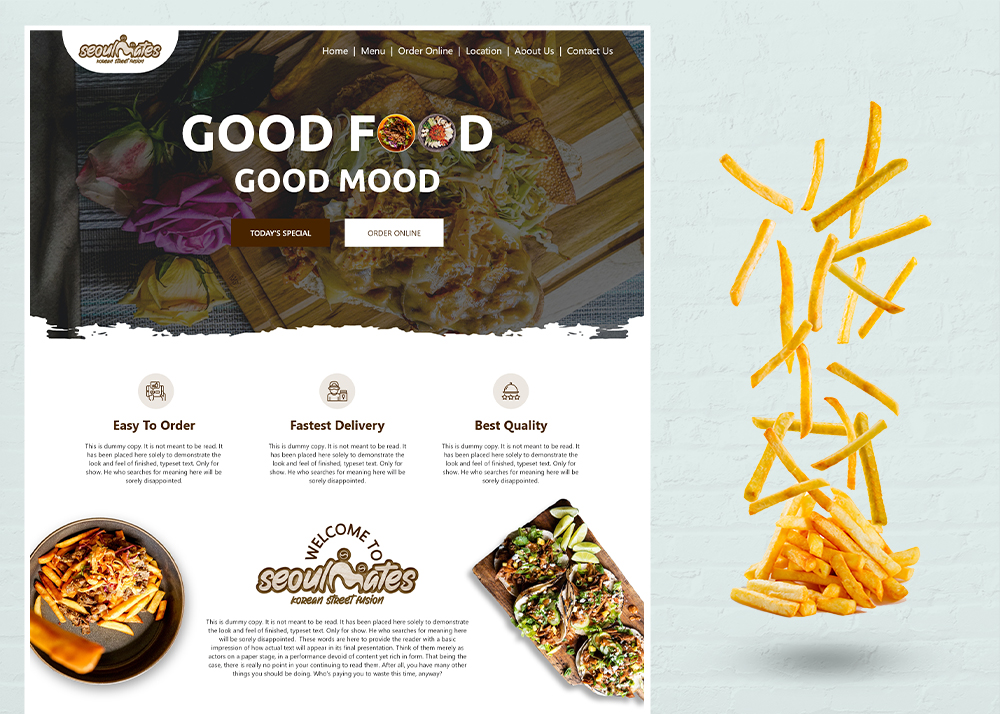 seoulmates
Korean Street Fusion
Home | Menu | Order Online | Location | About Us | Contact Us
GOOD FOOD
GOOD MOOD
TODAY'S SPECIAL
ORDER ONLINE
Easy To Order
This is dummy copy. It is not meant to be read. It
has been placed here solely to demonstrate the
look and feel of finished, typeset text. Only for
show. He who searches for meaning here will be
sorely disappointed.
Fastest Delivery
This is dummy copy. It is not meant to be read. It
has been placed here solely to demonstrate the
look and feel of finished, typeset text. Only for
show. He who searches for meaning here will be
sorely disappointed.
Best Quality
This is dummy copy. It is not meant to be read. It
has been placed here solely to demonstrate the
look and feel of finished, typeset text. Only for
show. He who searches for meaning here will be
sorely disappointed.
WELCOME TO
seoulmates
Korean Street Fusion
This is dummy copy. It is not meant to be read. It has been placed here solely to demonstrate
the look and feel of finished, typeset text. Only for show. He who searches for meaning here
will be sorely disappointed. These words are here to provide the reader with a basic
impression of how actual text will appear in its final presentation. Think of them merely as
actors on a paper stage, in a performance devoid of content yet rich in form. That being the
case, there is really no point in your continuing to read them. After all, you have many other
things you should be doing. Who's paying you to waste this time, anyway?